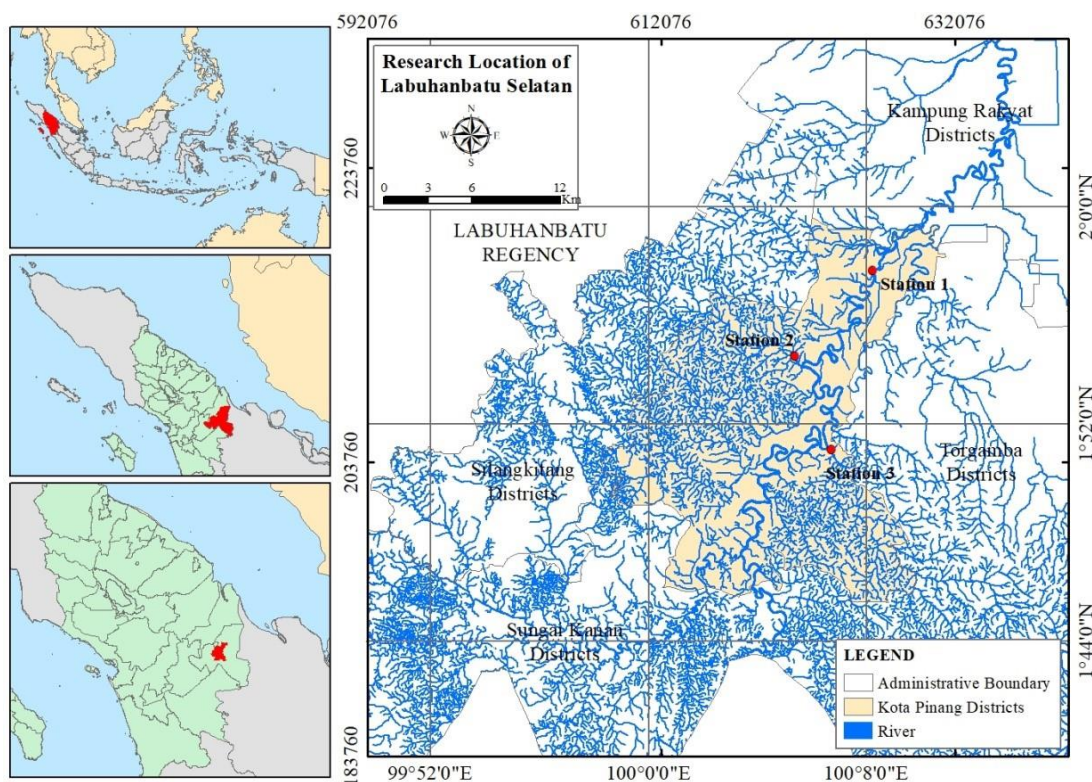 592076
612076
632076
Research Location of
Labuhanbatu Selatan
N
W
E
S
0
3
6
12
Km
Kampung Rakyat
Districts
223760
2°0'0"N
LABUHANBATU
REGENCY
Station 1
Station 2
1°52'0"N
203760
Silangkitang
Districts
Station 3
Torgamba
Districts
Sungai Kanan
Districts
1°44'0"N
LEGEND
Administrative Boundary
Kota Pinang Districts
River
183760
99°52'0"E
100°0'0"E
100°8'0"E